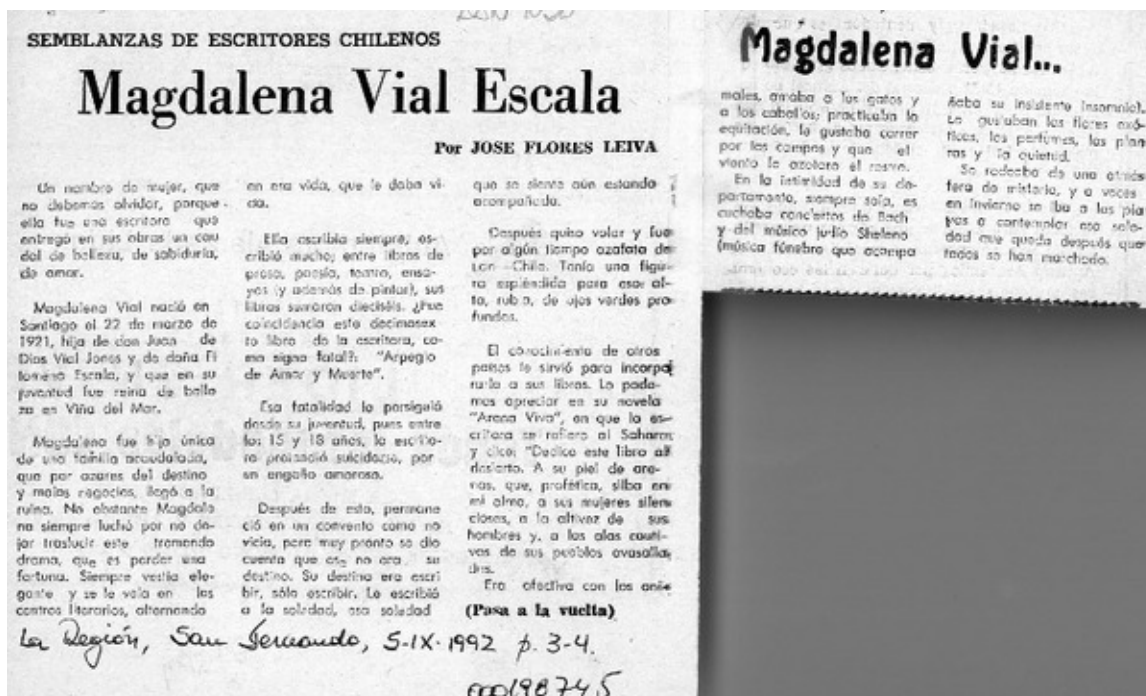 SEMBLANZAS DE ESCRITORES CHILENOS
Magdalena Vial Escala
Por JOSE FLORES LEIVA
Un nombre de mujer, que
no debemos olvidar, porque
ella fue una escritora que
entregó en sus obras un cau
dal de belleza, de sabiduría,
de amor.
Magdalena Vial nació en
Santiago el 22 de marzo de
1921, hija de don Juan de
Dios Vial Jones y de doña Fi
lomena Escala, y que en su
juventud fue reina de belle
za en Viña del Mar.
Magdalena fue hija única
de una familia acaudalada,
que por azares del destino
y malos negocios, llegó a la
ruina. No obstante Magdale
na siempre luchó por no de-
jar traslucir este tremendo
drama, que es perder una
fortuna. Siempre vestía ele-
gante y se le veía en los
centros literarios, alternando
en esa vida, que le daba vi
da.
Ella escribía siempre, es-
cribió mucho; entre libros de
prosa, poesía, teatro, ensa-
yos (y además de pintar), sus
libros sumaron dieciséis. ¿Fue
coincidencia este decimosex
to libro de la escritora, co-
mo signo fatal?: "Arpegio
de Amor y Muerte".
Esa fatalidad la persiguió
desde su juventud, pues entre
los 15 y 18 años, la escrito-
ra suicidarse, por
un engaño amoroso.
Después de esto, permane
ció en un convento como no
vicia, pero muy pronto se dio
cuenta que ese no era su
destino. Su destino era escri
bir, sólo escribir. Le escribió
a la soledad, esa soledad
que se siente aún estando
acompañada.
Después quiso volar y fue
por algún tiempo azafata de
Lan Chile. Tenía una figu-
ra espléndida para eso: al-
ta, rubia, de ojos verdes pro
fundos.
El conocimiento de otros
países le sirvió para incorpo
rarla a sus libros. Lo pode-
mos apreciar en su novela
"Arena Viva", en que la es-
critora se refiere al Sahara
y dice: "Dedico este libro al
desierto. A su piel de are-
nas, que, profética, silba en
mi alma, a sus mujeres silen
ciosas, a la altivez de sus
hombres y, a las alas cauti-
vas de sus pueblos avasalla
dos.
Era afectiva con los ani-
(Pasa a la vuelta)
Magdalena Vial...
males, amaba a los gatos y
a los caballos; practicaba la
equitación, le gustaba correr
por los campos y que el
viento le azotara el rostro.
En la intimidad de su de-
partamento, siempre sola, es
cuchaba conciertos de Bach
y del músico Julio Sheleno
(música fúnebre que acompa
ñaba su insistente insomnio).
Le gustaban las flores exó-
ticas, los perfumes, las plan
tas y la quietud.
Se rodeaba de una atmós
fera de misterio, y a veces
en invierno se iba a las pla
yas a contemplar esa sole-
dad que queda después que
todos se han marchado.
La Región, San Fernando, 5-IX-1992 p. 3-4.
000198745